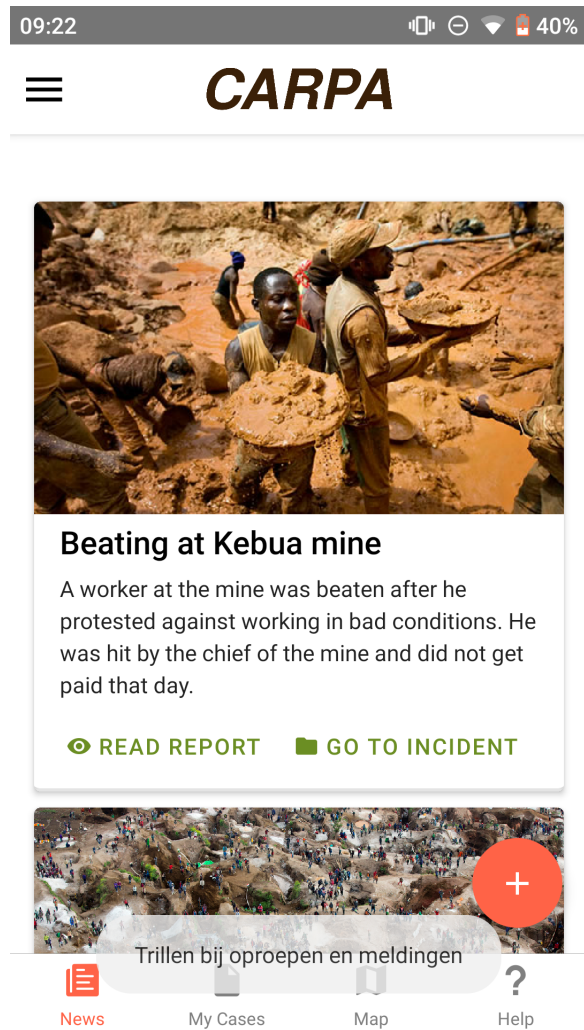 09:22
40%
CARPA
Beating at Kebua mine
A worker at the mine was beaten after he
protested against working in bad conditions. He
was hit by the chief of the mine and did not get
paid that day.
READ REPORT GO TO INCIDENT
+
Trillen bij oproepen en meldingen
?
News My Cases Map Help